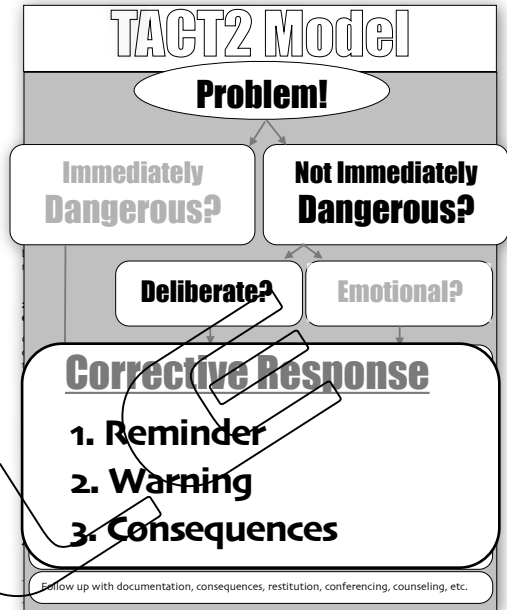 TACT2 Model
Problem!
Immediately
Dangerous?
Not Immediately
Dangerous?
Deliberate?
Emotional?
Corrective Response
1. Reminder
2. Warning
3. Consequences
Follow up with documentation, consequences, restitution, conferencing, counseling, etc.